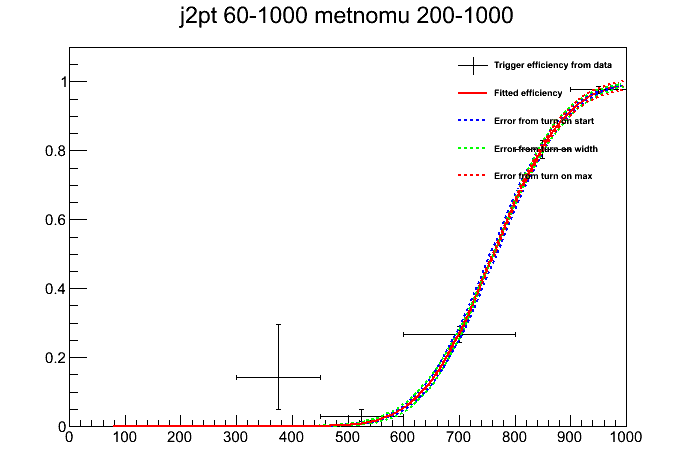 j2pt 60-1000 metnomu 200-1000
1
0.8
0.6
0.4
0.2
0
Trigger efficiency from data
Fitted efficiency
Error from turn on start
Error from turn on width
Error from turn on max
0 100 200 300 400 500 600 700 800 900 1000